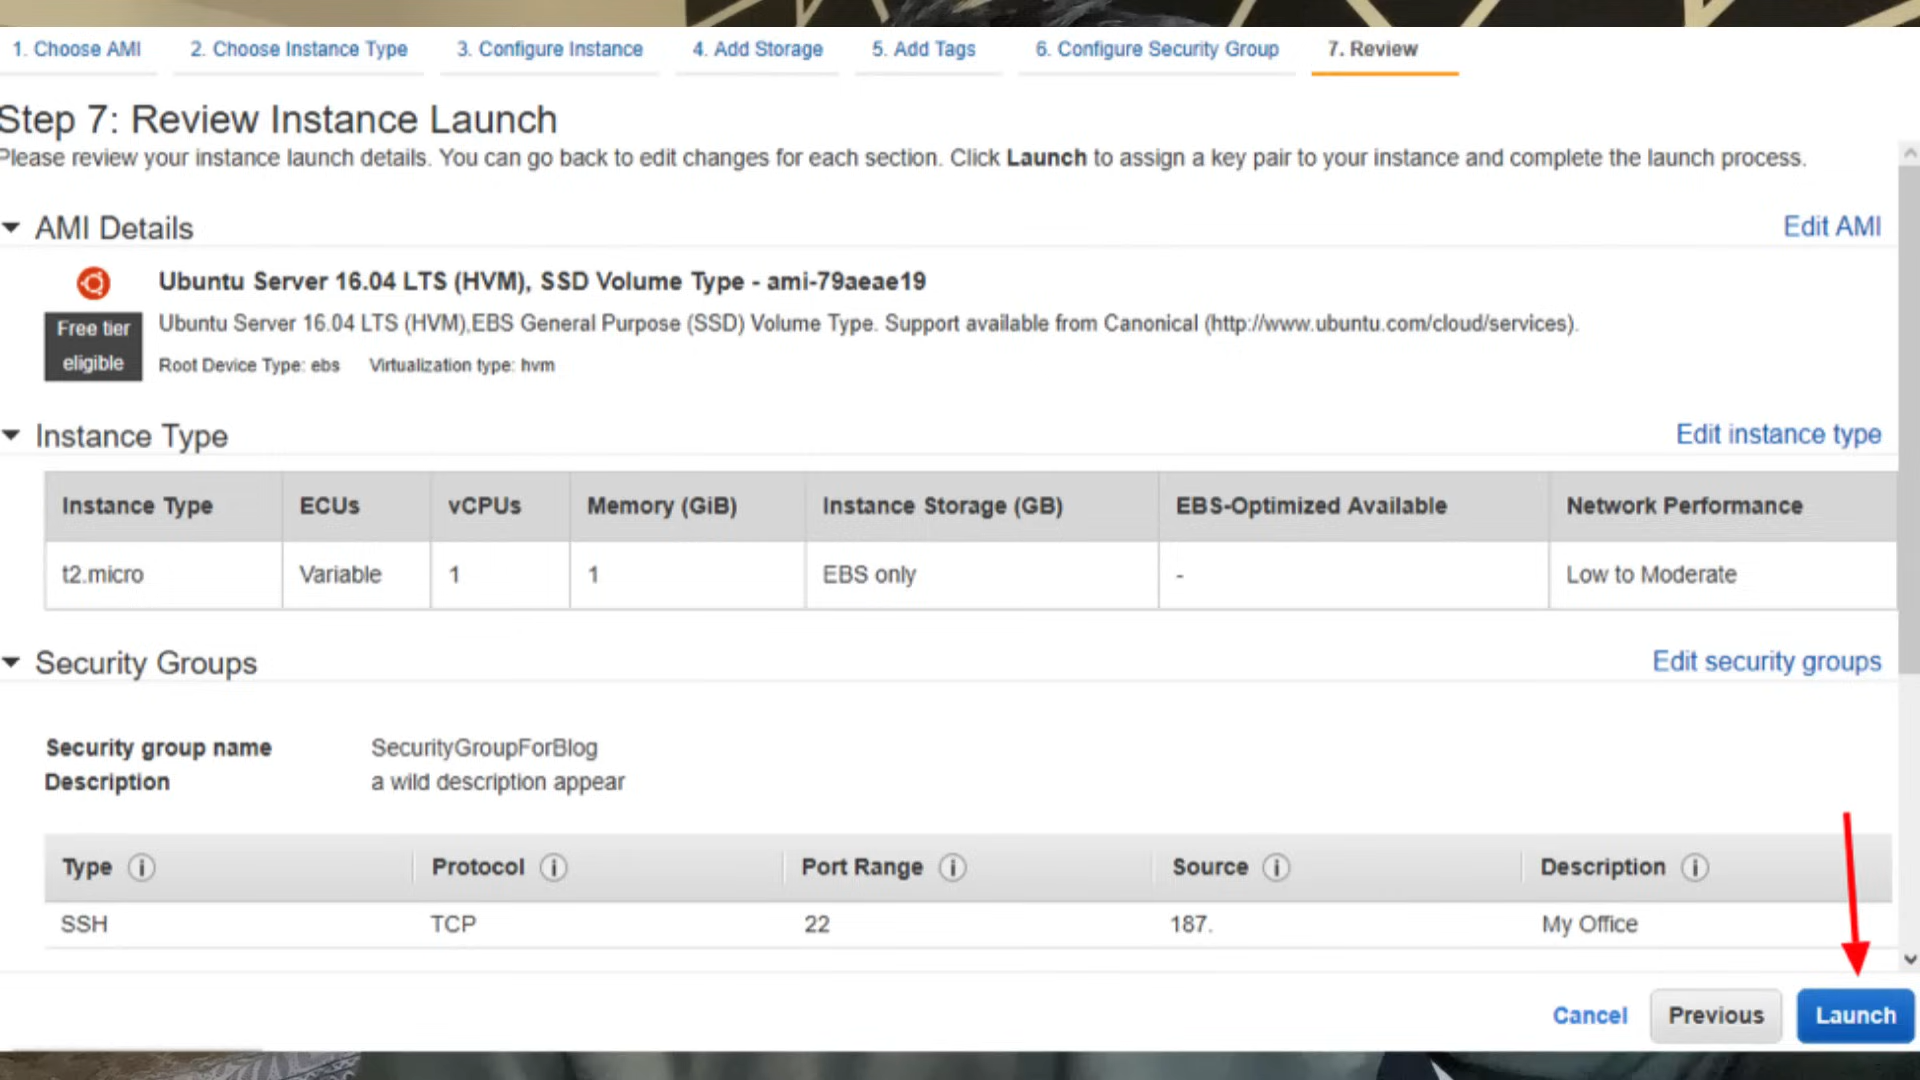 1. Choose AMI 2. Choose Instance Type 3. Configure Instance 4. Add Storage 5. Add Tags 6. Configure Security Group 7. Review
Step 7: Review Instance Launch
Please review your instance launch details. You can go back to edit changes for each section. Click Launch to assign a key pair to your instance and complete the launch process.
AMI Details Edit AMI
Ubuntu Server 16.04 LTS (HVM), SSD Volume Type - ami-79aeae19
Free tier eligible
Ubuntu Server 16.04 LTS (HVM),EBS General Purpose (SSD) Volume Type. Support available from Canonical (http://www.ubuntu.com/cloud/services).
Root Device Type: ebs Virtualization type: hvm
Instance Type Edit instance type
Instance Type ECUs vCPUs Memory (GiB) Instance Storage (GB) EBS-Optimized Available Network Performance
t2.micro Variable 1 1 EBS only - Low to Moderate
Security Groups Edit security groups
Security group name SecurityGroupForBlog
Description a wild description appear
Type Protocol Port Range Source Description
SSH TCP 22 187. My Office
Cancel Previous Launch